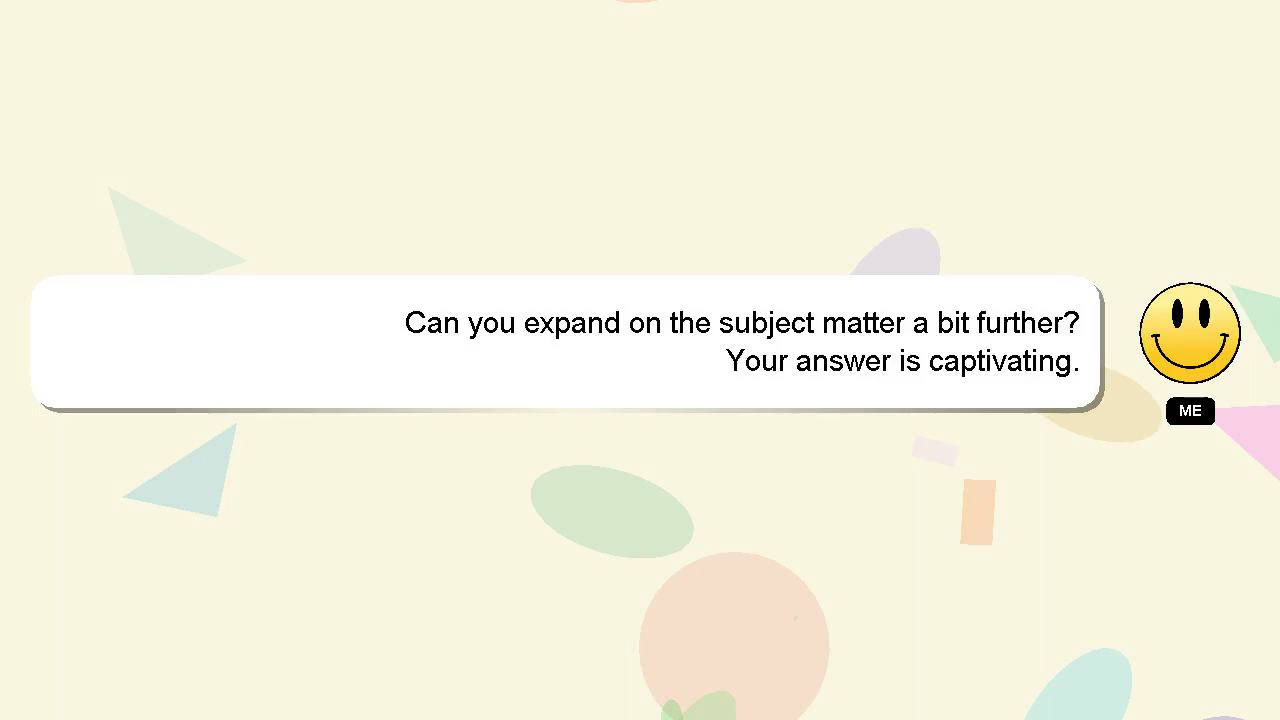 Can you expand on the subject matter a bit further?
Your answer is captivating.
ME